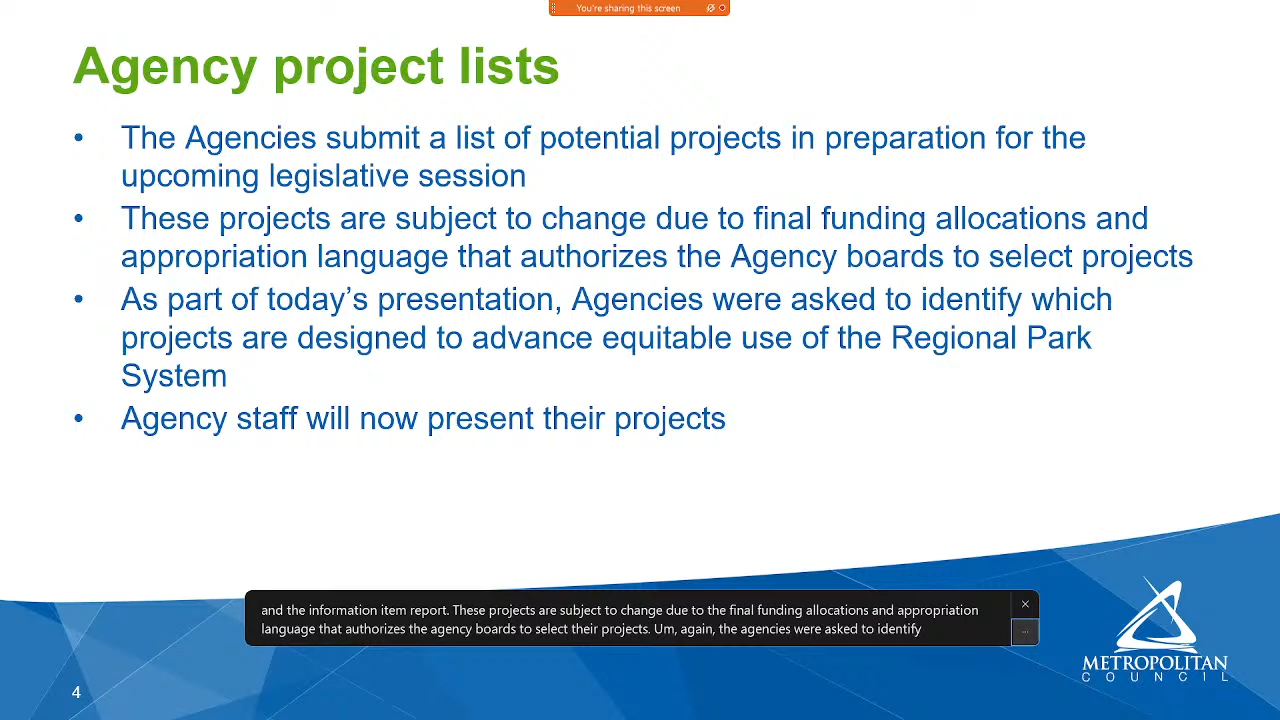 You're sharing this screen
Agency project lists
• The Agencies submit a list of potential projects in preparation for the
upcoming legislative session
• These projects are subject to change due to final funding allocations and
appropriation language that authorizes the Agency boards to select projects
• As part of today’s presentation, Agencies were asked to identify which
projects are designed to advance equitable use of the Regional Park
System
• Agency staff will now present their projects
and the information item report. These projects are subject to change due to the final funding allocations and appropriation
language that authorizes the agency boards to select their projects. Um, again, the agencies were asked to identify
METROPOLITAN
COUNCIL
4